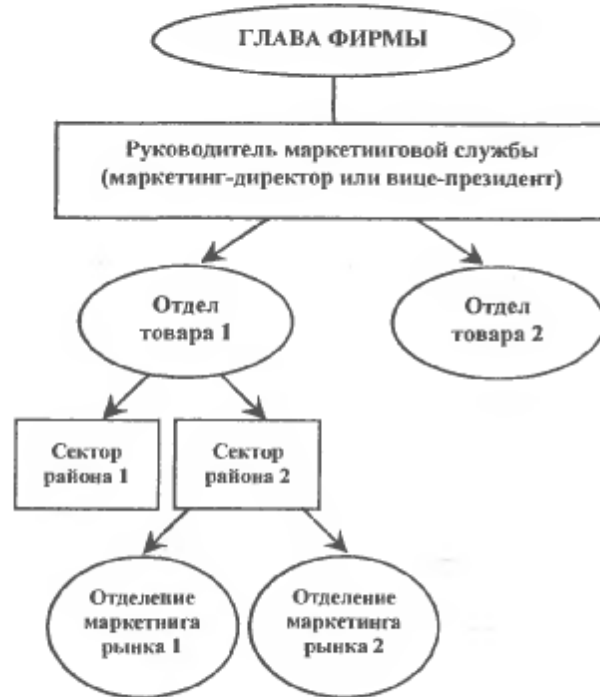 ГЛАВА ФИРМЫ
Руководитель маркетинговой службы
(маркетинг-директор или вице-президент)
Отдел
товара 1
Отдел
товара 2
Сектор
района 1
Сектор
района 2
Отделение
маркетинга
рынка 1
Отделение
маркетинга
рынка 2